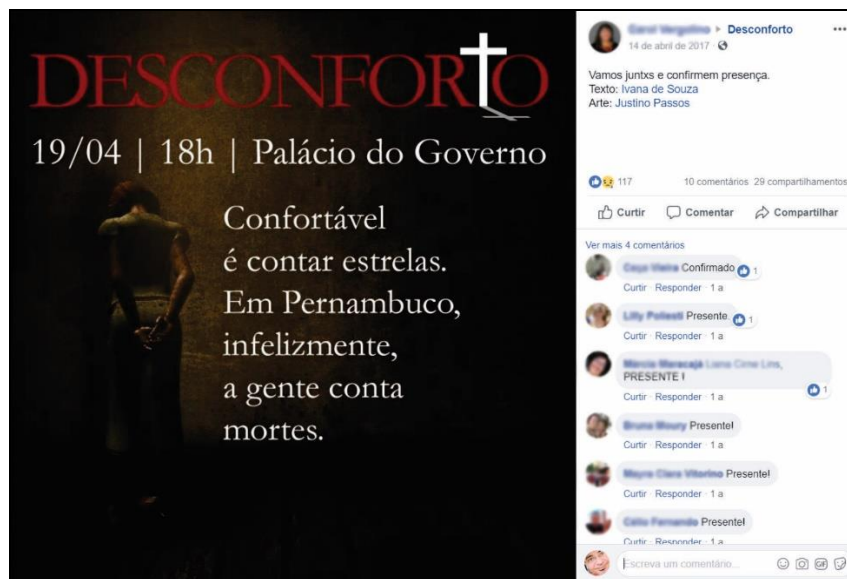 DESCONFORTO
19/04 | 18h | Palácio do Governo
Confortável
é contar estrelas.
Em Pernambuco,
infelizmente,
a gente conta
mortes.
Desconforto
14 de abril de 2017
Vamos juntxs e confirmem presença.
Texto: Ivana de Souza
Arte: Justino Passos
117 10 comentários 29 compartilhamentos
Curtir Comentar Compartilhar
Ver mais 4 comentários
Confirmado 1
Curtir · Responder · 1 a
Presente. 1
Curtir · Responder · 1 a
PRESENTE ! 1
Curtir · Responder · 1 a
Presente!
Curtir · Responder · 1 a
Presente!
Curtir · Responder · 1 a
Presente!
Curtir · Responder · 1 a
Escreva um comentário... GIF